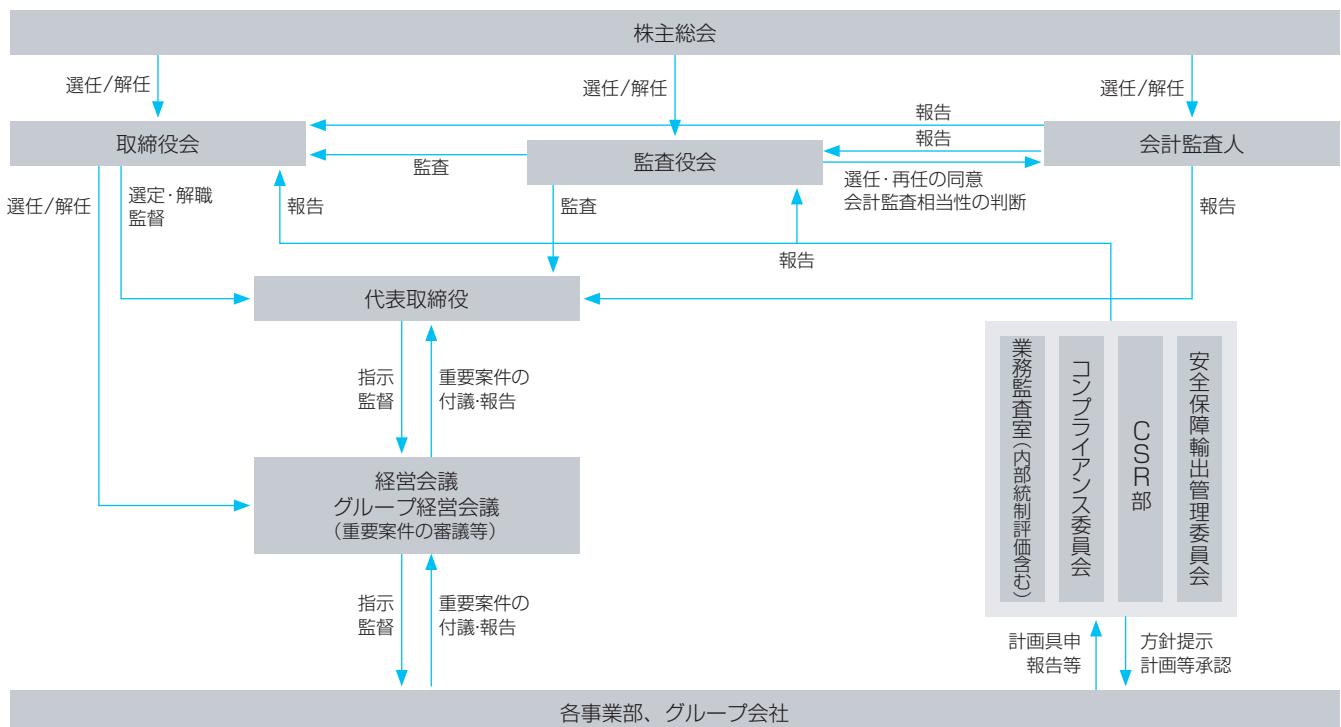 株主総会
選任/解任
選任/解任
選任/解任
取締役会
監査役会
会計監査人
報告
報告
監査
選任・再任の同意
会計監査相当性の判断
選任/解任
選定・解職
監督
報告
監査
報告
報告
代表取締役
指示
監督
重要案件の
付議・報告
経営会議
グループ経営会議
（重要案件の審議等）
指示
監督
重要案件の
付議・報告
業務監査室（内部統制評価含む）
コンプライアンス委員会
CSR部
安全保障輸出管理委員会
計画具申
報告等
方針提示
計画等承認
各事業部、グループ会社